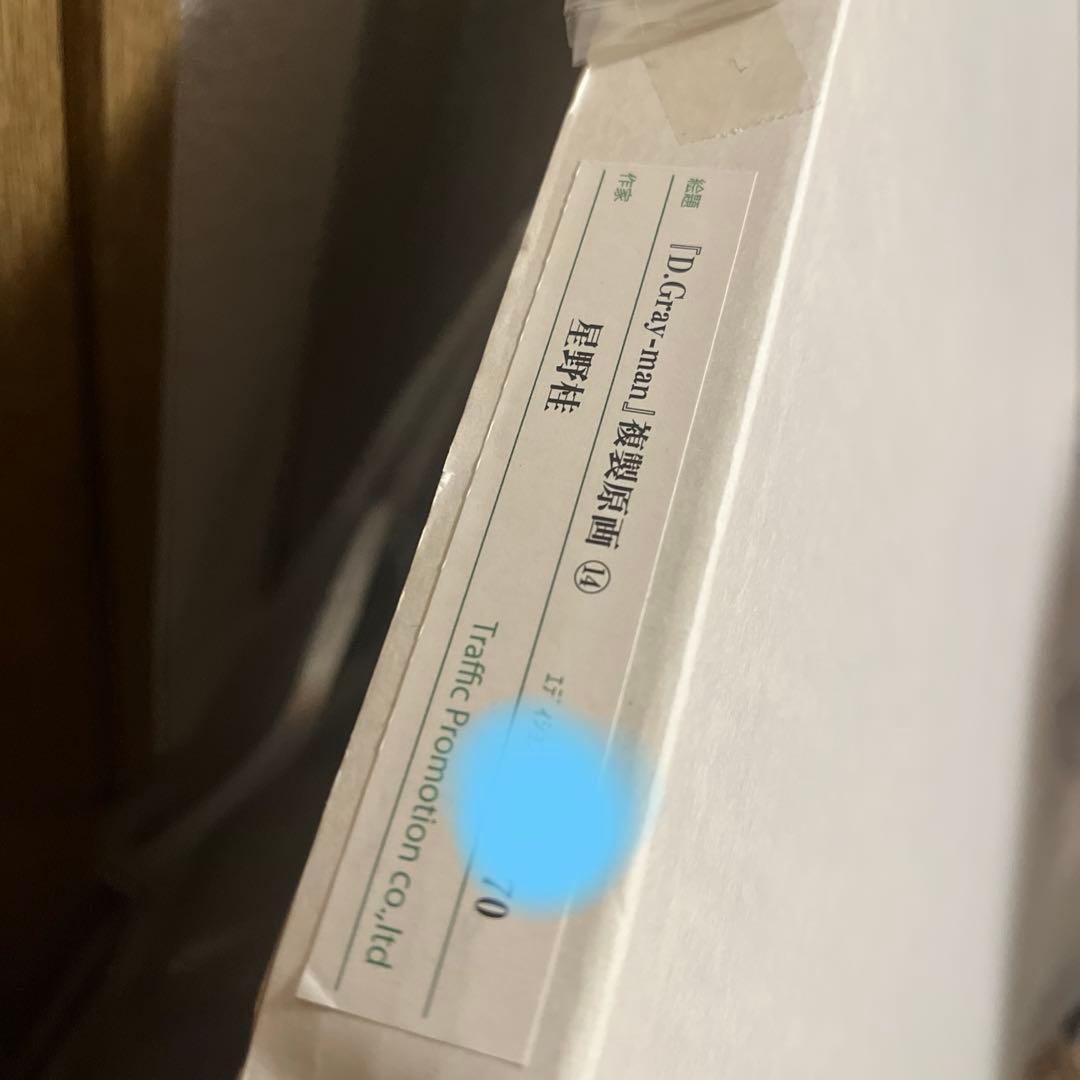 絵題 『D.Gray-man』複製原画 ⑭
作家 星野桂
70
Traffic Promotion co.,ltd